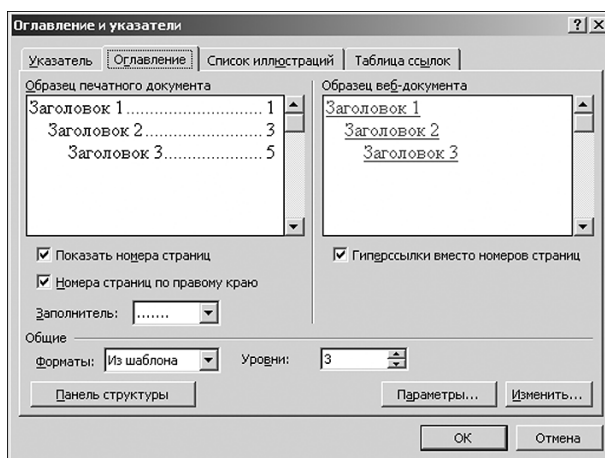 Оглавление и указатели
Указатель Оглавление Список иллюстраций Таблица ссылок
Образец печатного документа
Заголовок 1........................ 1
Заголовок 2..................... 3
Заголовок 3................. 5
Образец веб-документа
Заголовок 1
Заголовок 2
Заголовок 3
Показать номера страниц
Номера страниц по правому краю
Заполнитель: .......
Гиперссылки вместо номеров страниц
Общие
Форматы: Из шаблона Уровни: 3
Панель структуры Параметры... Изменить...
ОК Отмена